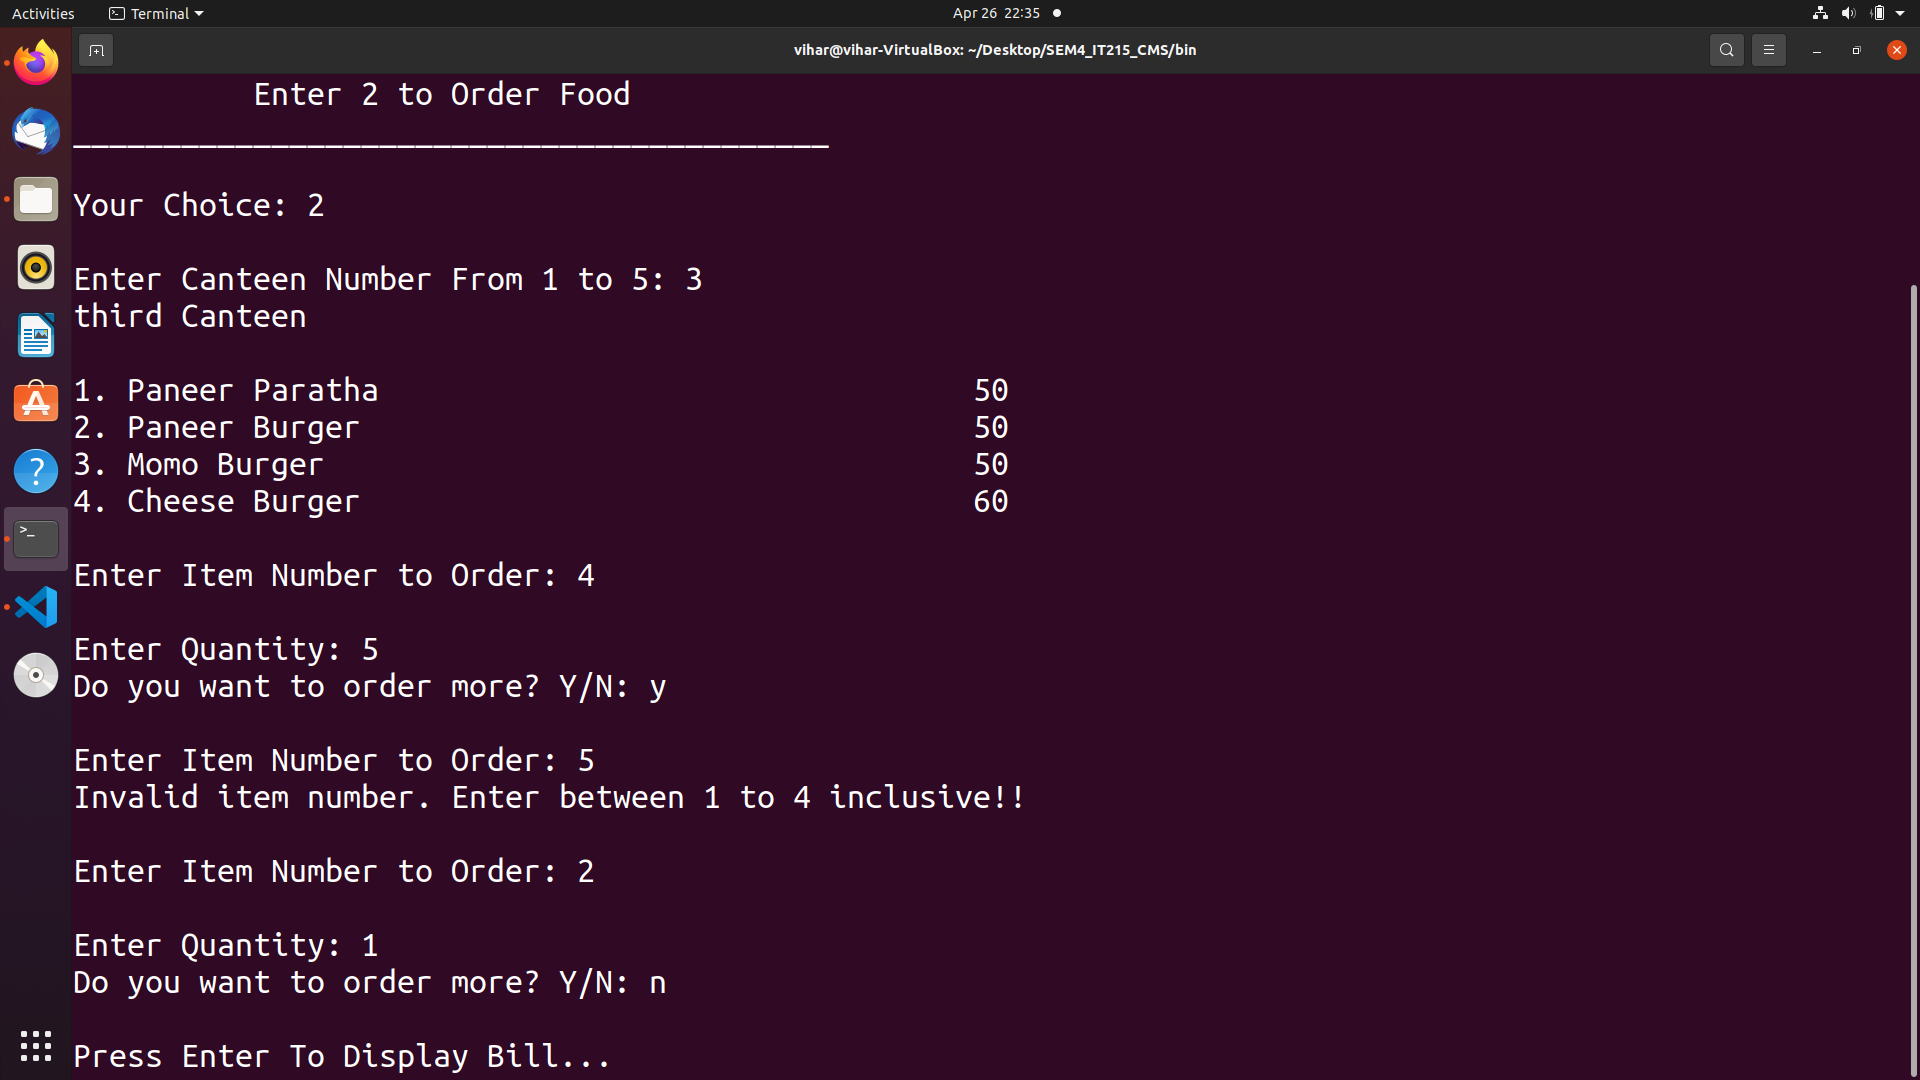 Activities Terminal Apr 26 22:35
vihar@vihar-VirtualBox: ~/Desktop/SEM4_IT215_CMS/bin
Enter 2 to Order Food
__________________________________________
Your Choice: 2
Enter Canteen Number From 1 to 5: 3
third Canteen
1. Paneer Paratha 50
2. Paneer Burger 50
3. Momo Burger 50
4. Cheese Burger 60
Enter Item Number to Order: 4
Enter Quantity: 5
Do you want to order more? Y/N: y
Enter Item Number to Order: 5
Invalid item number. Enter between 1 to 4 inclusive!!
Enter Item Number to Order: 2
Enter Quantity: 1
Do you want to order more? Y/N: n
Press Enter To Display Bill...